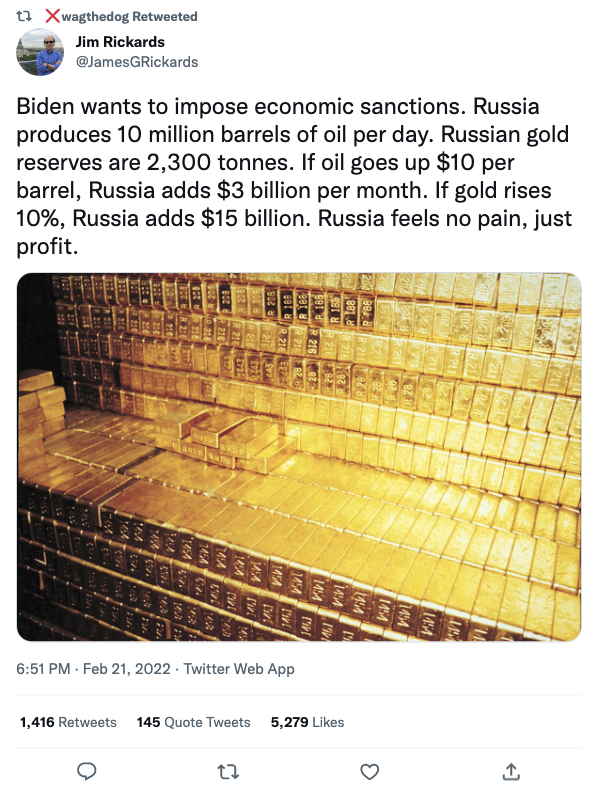 wagthedog Retweeted
Jim Rickards
@JamesGRickards
Biden wants to impose economic sanctions. Russia
produces 10 million barrels of oil per day. Russian gold
reserves are 2,300 tonnes. If oil goes up $10 per
barrel, Russia adds $3 billion per month. If gold rises
10%, Russia adds $15 billion. Russia feels no pain, just
profit.
6:51 PM · Feb 21, 2022 · Twitter Web App
1,416 Retweets 145 Quote Tweets 5,279 Likes